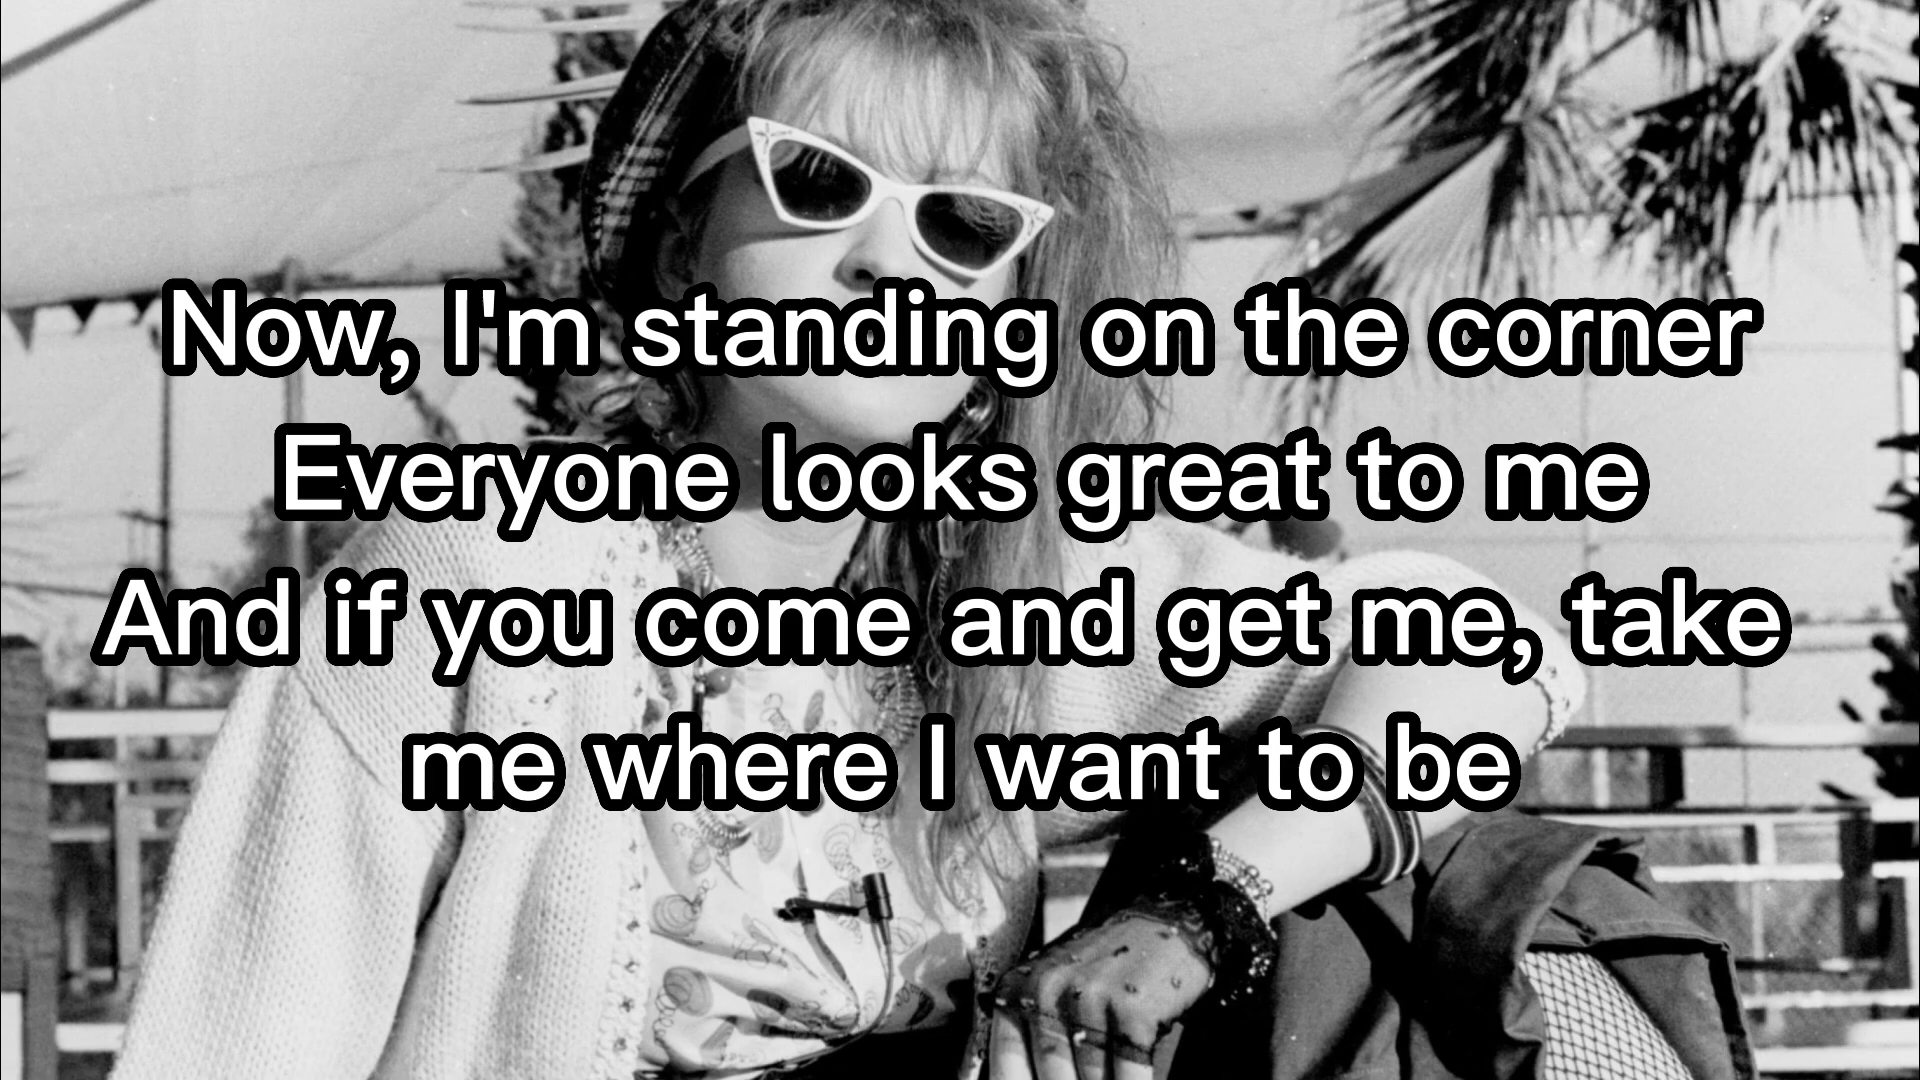 Now, I'm standing on the corner
Everyone looks great to me
And if you come and get me, take
me where I want to be